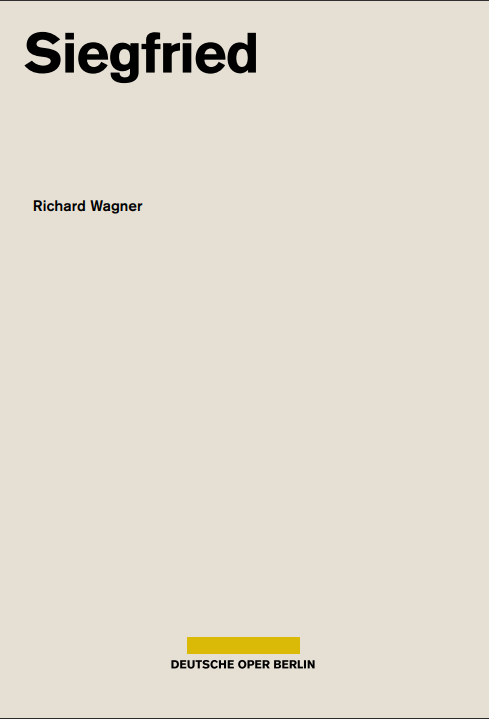 Siegfried
Richard Wagner
DEUTSCHE OPER BERLIN